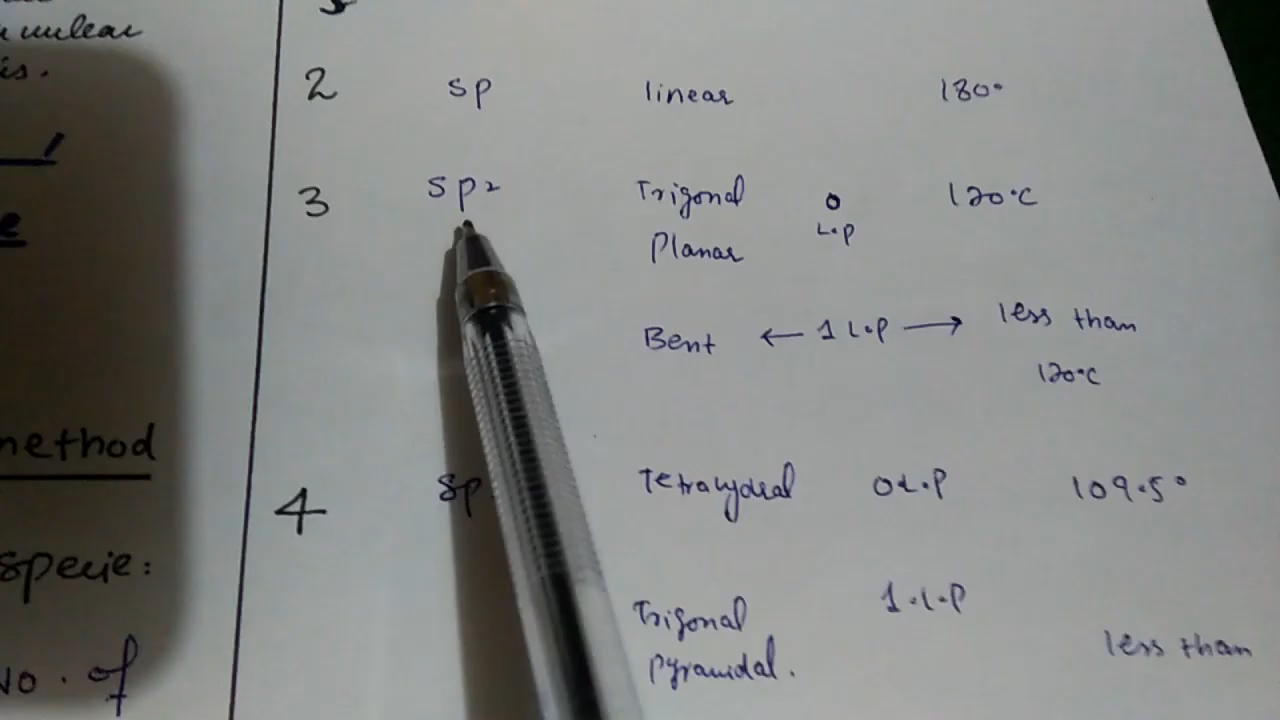 is.
e
method
specie:
No. of
2 sp linear 180°
3 sp2 Trigonal 0 120°C
Planar L.P
Bent ← 1 L.P → less than
120°C
4 sp Tetrahydral 0 L.P 109.5°
Trigonal 1.L.P
pyramidal. less than